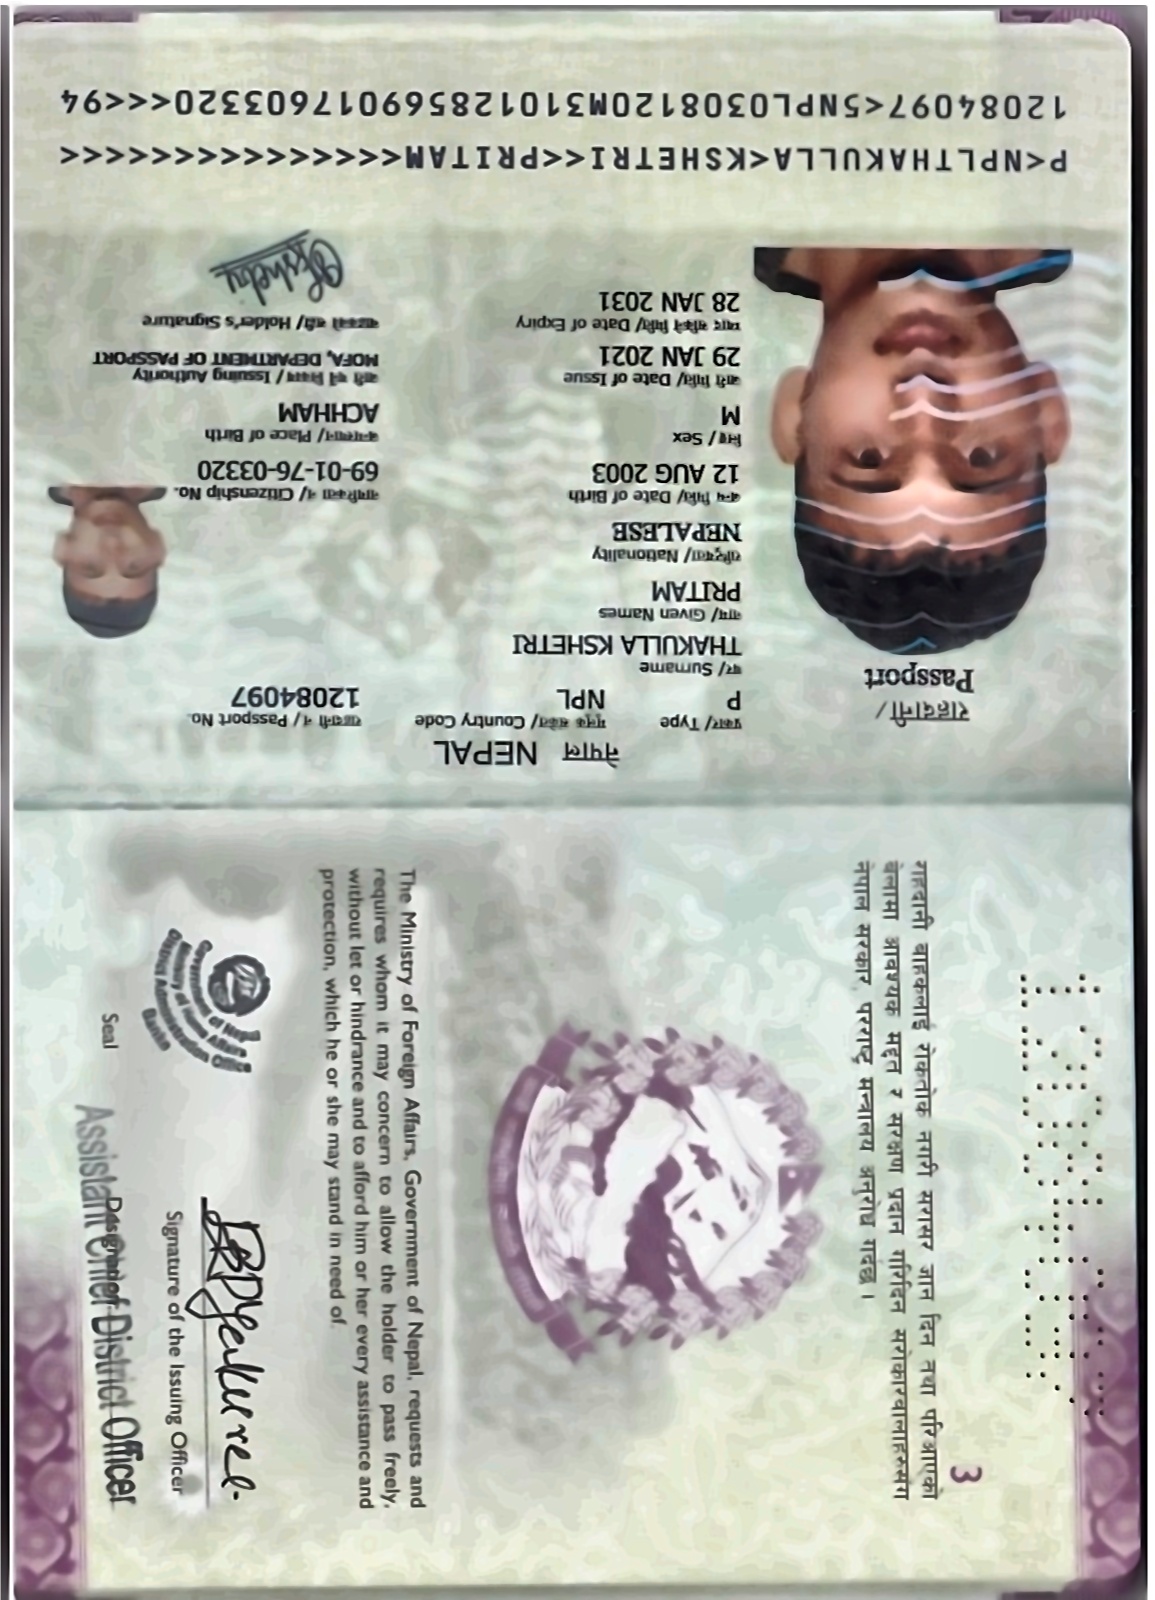 राहदानी वाहकलाई रोकतोक नगरी सरासर जान दिन तथा परिआएको
बेलामा आवश्यक मद्दत र संरक्षण प्रदान गरिदिन सरोकारवालाहरुसंग
नेपाल सरकार, परराष्ट्र मन्त्रालय अनुरोध गर्दछ ।
3
The Ministry of Foreign Affairs, Government of Nepal, requests and
requires whom it may concern to allow the holder to pass freely,
without let or hindrance and to afford him or her every assistance and
protection, which he or she may stand in need of
Government of Nepal
Ministry of Home Affairs
District Administration
Seal
Signature of the Issuing Officer
Designation
Assistant Chief District Officer
राहदानी/
Passport
नेपाल NEPAL
प्रकार/ Type
मुलुक संकेत/ Country Code
राहदानी नं/ Passport No.
P
NPL
12084097
थर/ Surname
THAKULLA KSHETRI
नाम/ Given Names
PRITAM
राष्ट्रियता/ Nationality
NEPALESE
जन्म मिति/ Date of Birth
नागरिकता नं/ Citizenship No.
12 AUG 2003
69-01-76-03320
लिङ्ग/ Sex
जन्मस्थान/ Place of Birth
M
ACHHAM
जारी मिति/ Date of Issue
जारी गर्ने निकाय/ Issuing Authority
29 JAN 2021
MOFA, DEPARTMENT OF PASSPORT
Date of Expiry
Holder's Signature
28 JAN 2031
P<NPLTHAKULLA<KSHETRI<<PRITAM<<<<<<<<<<<<<<<
12084097<5NPL0308120M31012856901760332​0<<<94